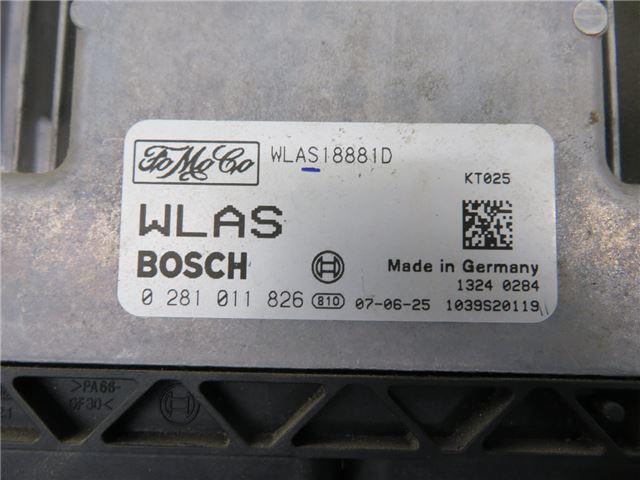 FoMoCo WLAS18881D
KT025
WLAS
BOSCH
Made in Germany
1324 0284
0 281 011 826 810 07-06-25 1039S20119
>PA66-
GF30<